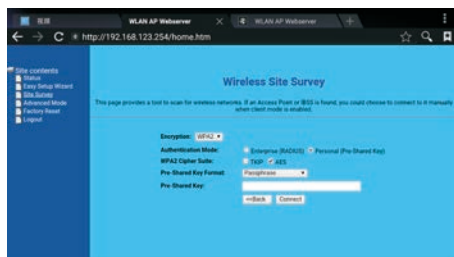 WLAN AP Webserver
WLAN AP Webserver
http://192.168.123.254/home.htm
Site contents
Status
Easy Setup Wizard
Site Survey
Advanced Mode
Factory Reset
Logout
Wireless Site Survey
This page provides a tool to scan for wireless networks. If an Access Point or IBSS is found, you could choose to connect to it manually
when client mode is enabled.
Encryption: WPA2
Authentication Mode: Enterprise (RADIUS) Personal (Pre-Shared Key)
WPA2 Cipher Suite: TKIP AES
Pre-Shared Key Format: Passphrase
Pre-Shared Key:
<<Back Connect